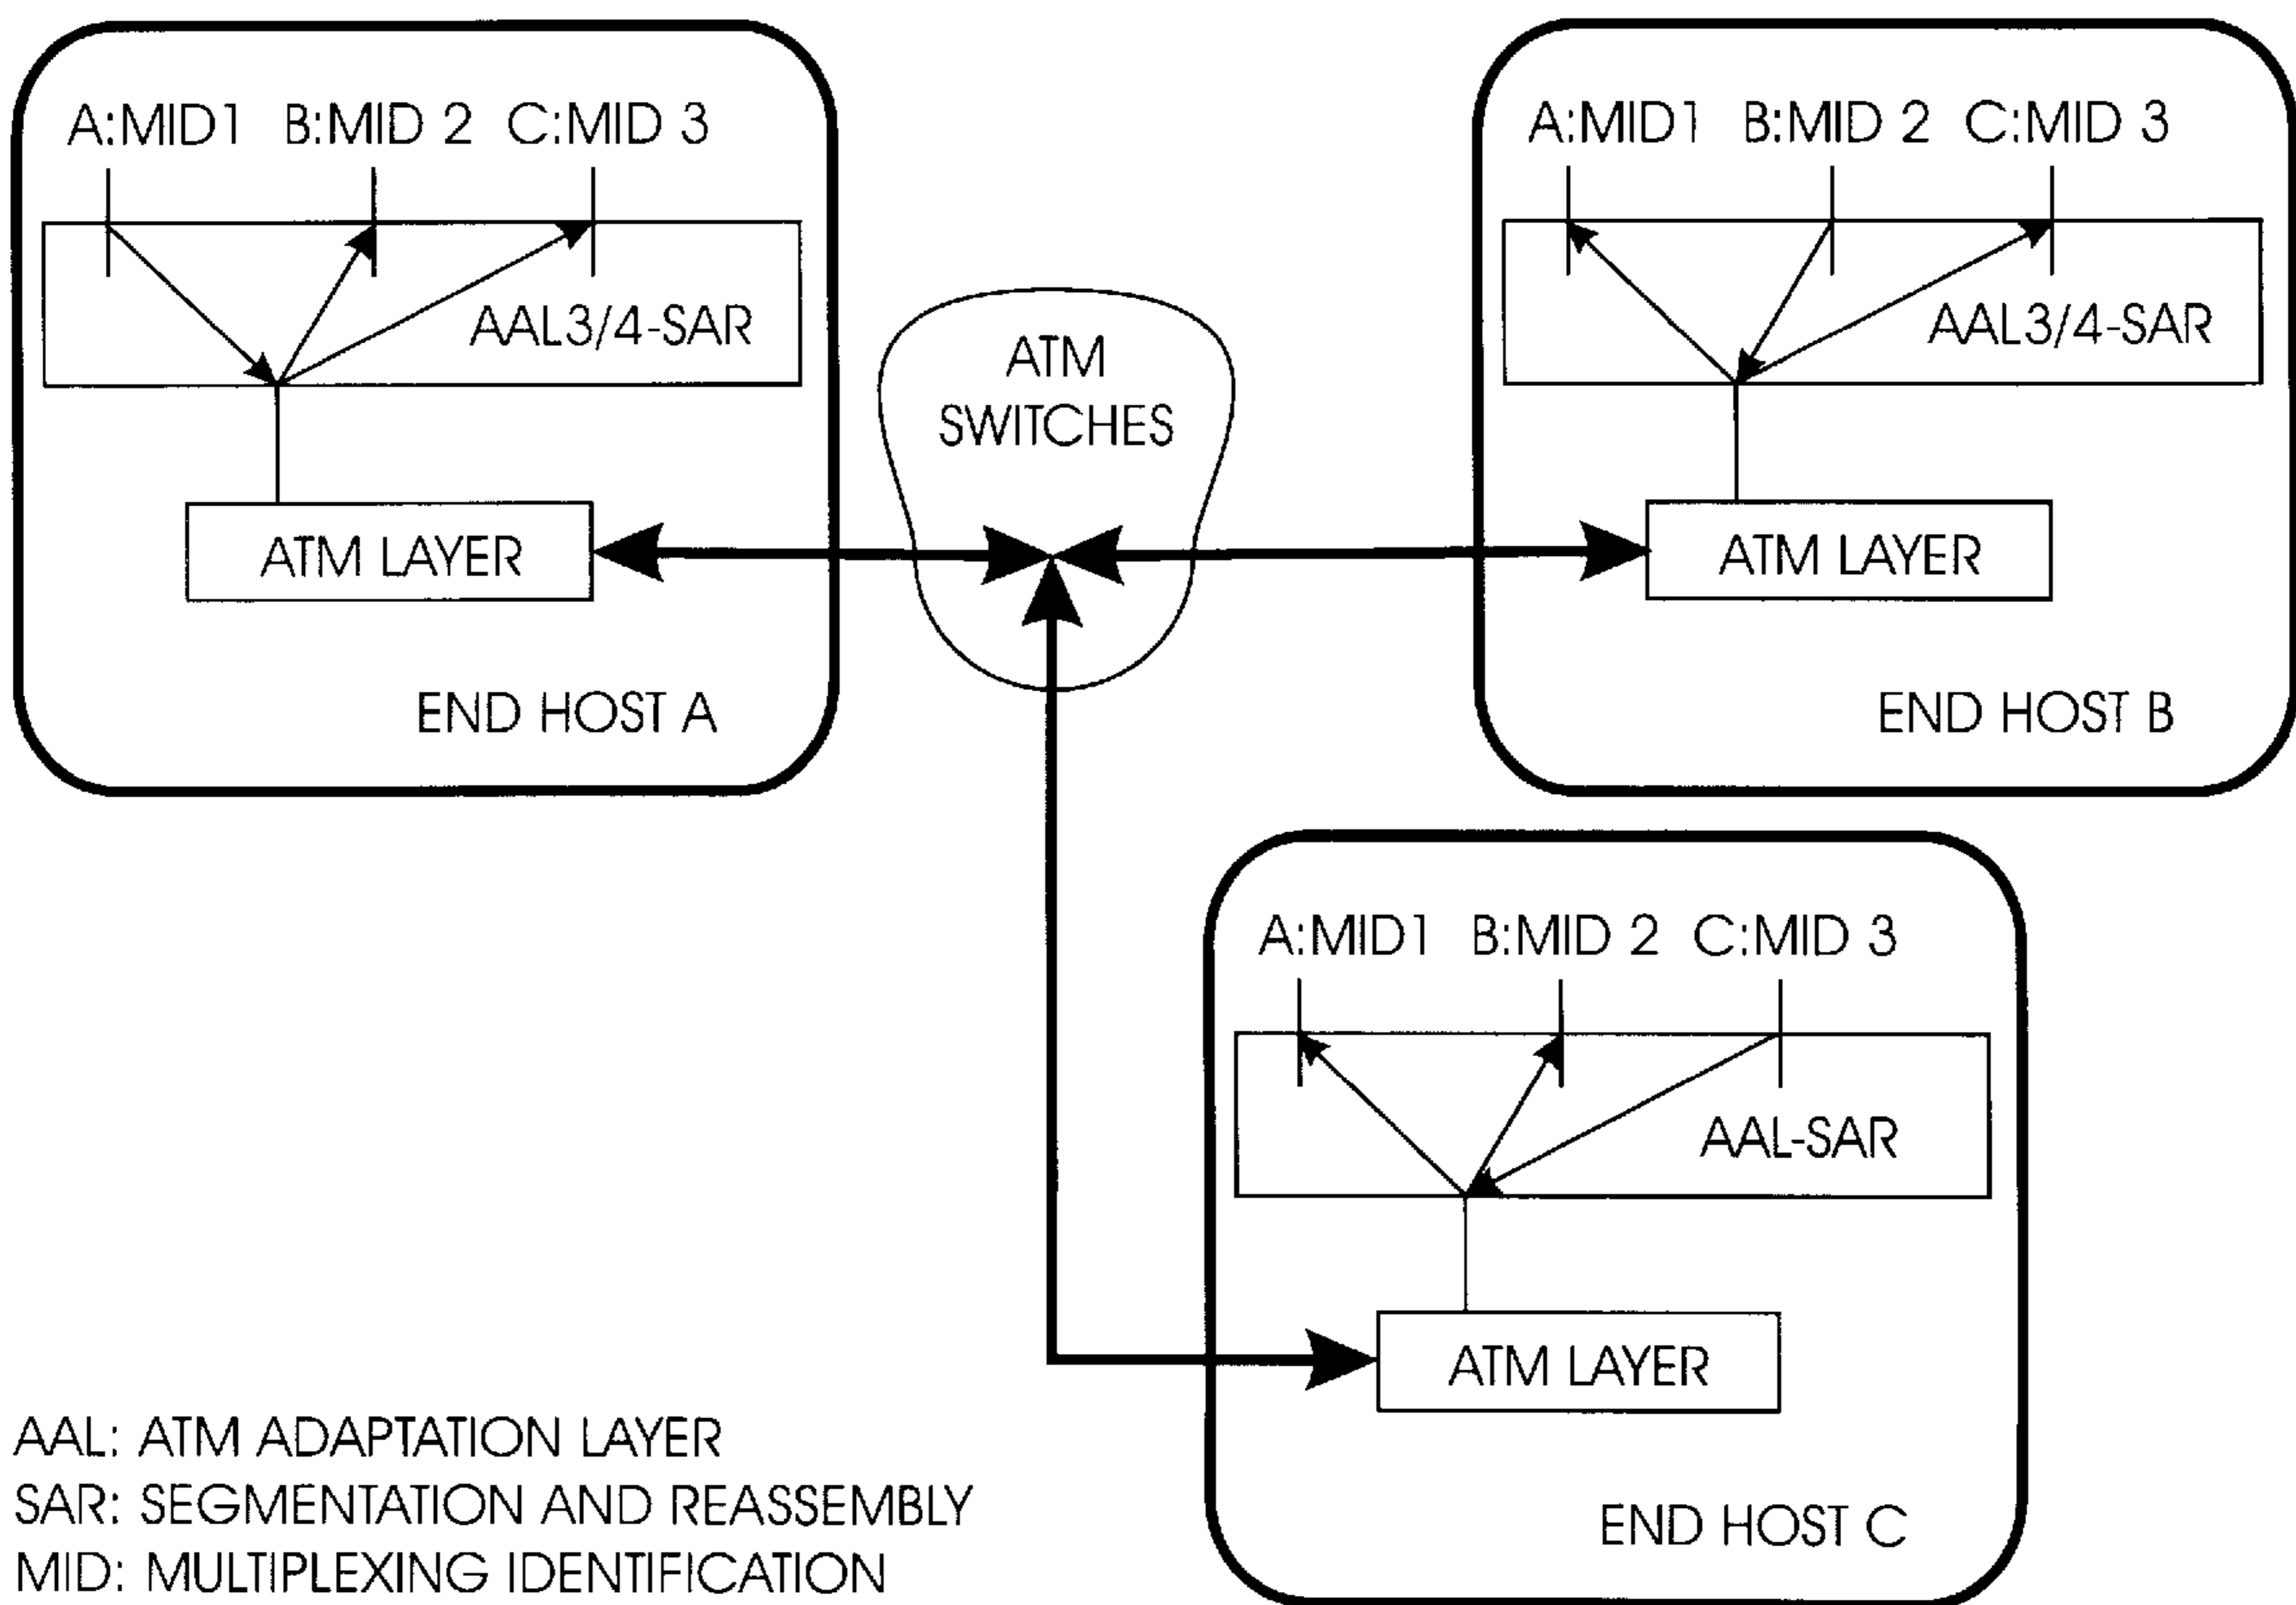 A:MID1 B:MID 2 C:MID 3
AAL3/4-SAR
ATM LAYER
END HOST A
ATM
SWITCHES
A:MID1 B:MID 2 C:MID 3
AAL3/4-SAR
ATM LAYER
END HOST B
A:MID1 B:MID 2 C:MID 3
AAL-SAR
ATM LAYER
END HOST C
AAL: ATM ADAPTATION LAYER
SAR: SEGMENTATION AND REASSEMBLY
MID: MULTIPLEXING IDENTIFICATION